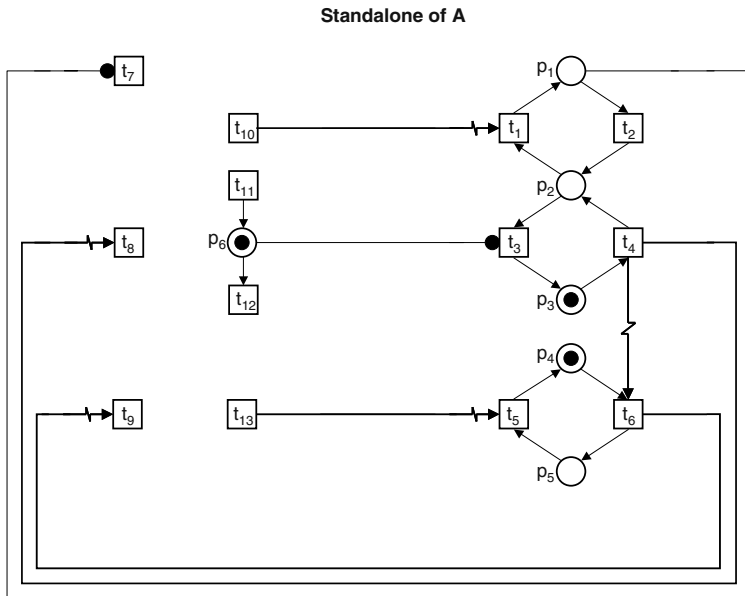 Standalone of A
t7
p1
t10
t1
t2
t11
p2
t8
p6
t3
t4
t12
p3
p4
t9
t13
t5
t6
p5